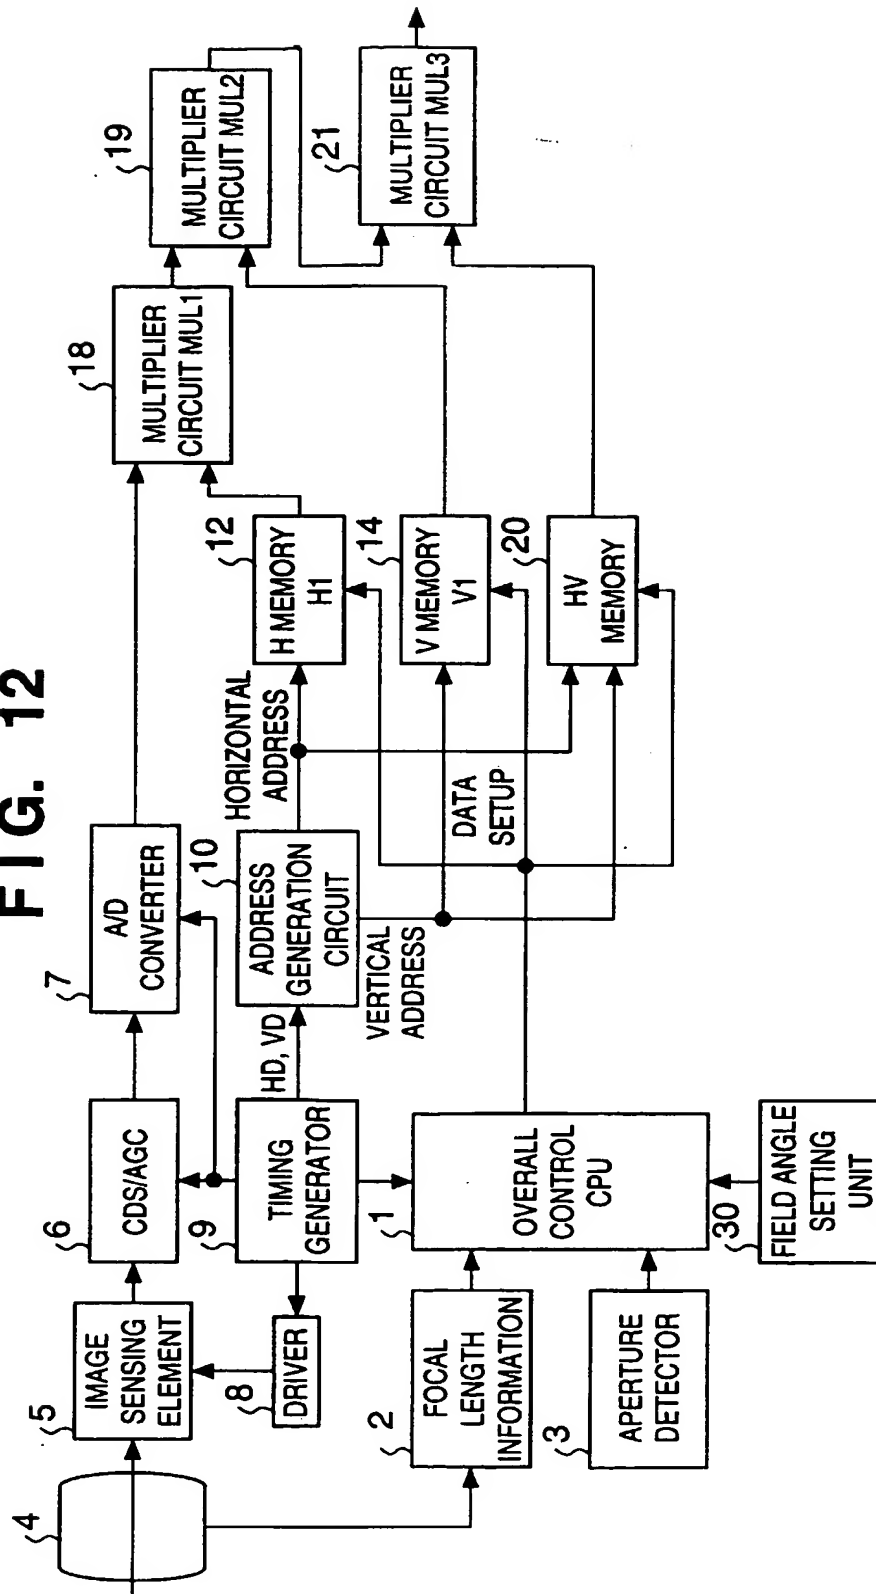 FIG. 12
4
5
IMAGE
SENSING
ELEMENT
6
CDS/AGC
7
A/D
CONVERTER
18
MULTIPLIER
CIRCUIT MUL1
19
MULTIPLIER
CIRCUIT MUL2
8
DRIVER
9
TIMING
GENERATOR
HD, VD
10
ADDRESS
GENERATION
CIRCUIT
HORIZONTAL
ADDRESS
12
H MEMORY
H1
21
MULTIPLIER
CIRCUIT MUL3
VERTICAL
ADDRESS
DATA
SETUP
14
V MEMORY
V1
20
HV
MEMORY
2
FOCAL
LENGTH
INFORMATION
1
OVERALL
CONTROL
CPU
3
APERTURE
DETECTOR
30
FIELD ANGLE
SETTING
UNIT